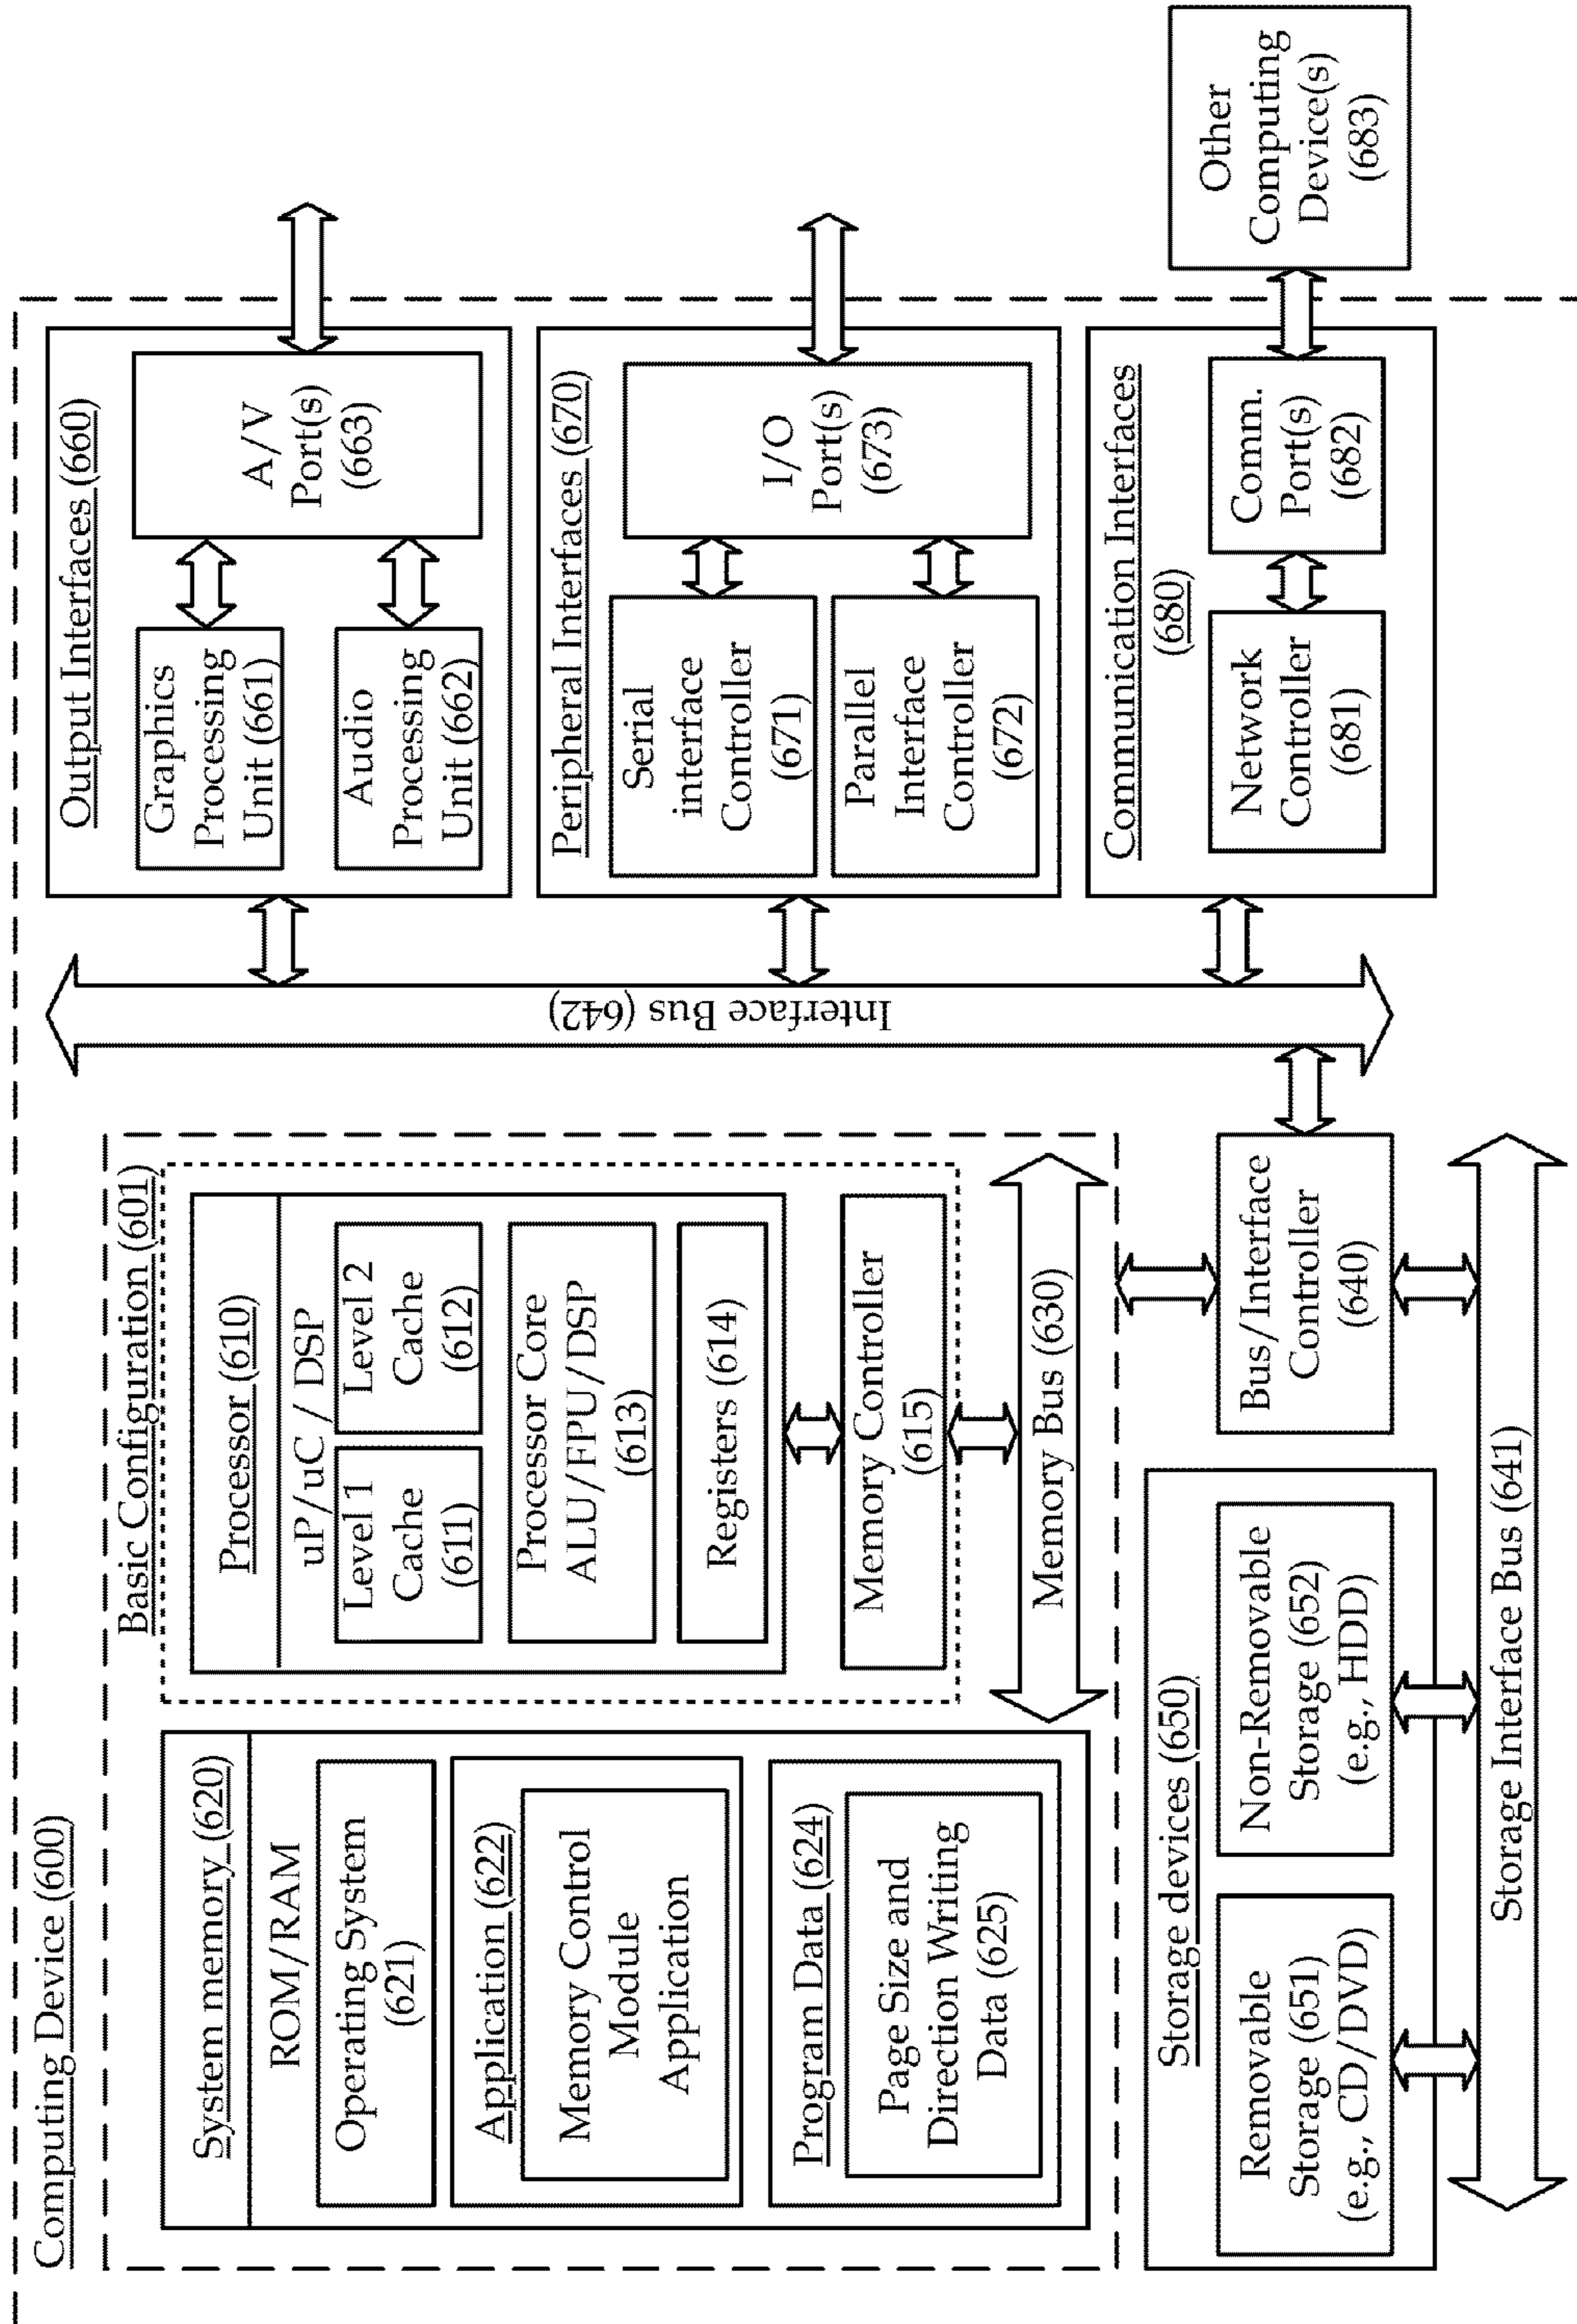 Computing Device (600)
Basic Configuration (601)
System memory (620)
ROM/RAM
Operating System
(621)
Application (622)
Memory Control
Module
Application
Program Data (624)
Page Size and
Direction Writing
Data (625)
Processor (610)
uP/uC / DSP
Level 1
Cache
(611)
Level 2
Cache
(612)
Processor Core
ALU/FPU/DSP
(613)
Registers (614)
Memory Controller
(615)
Memory Bus (630)
Storage devices (650)
Removable
Storage (651)
(e.g., CD/DVD)
Non-Removable
Storage (652)
(e.g., HDD)
Bus/Interface
Controller
(640)
Storage Interface Bus (641)
Interface Bus (642)
Output Interfaces (660)
Graphics
Processing
Unit (661)
Audio
Processing
Unit (662)
A/V
Port(s)
(663)
Peripheral Interfaces (670)
Serial
interface
Controller
(671)
Parallel
Interface
Controller
(672)
I/O
Port(s)
(673)
Communication Interfaces
(680)
Network
Controller
(681)
Comm.
Port(s)
(682)
Other
Computing
Device(s)
(683)